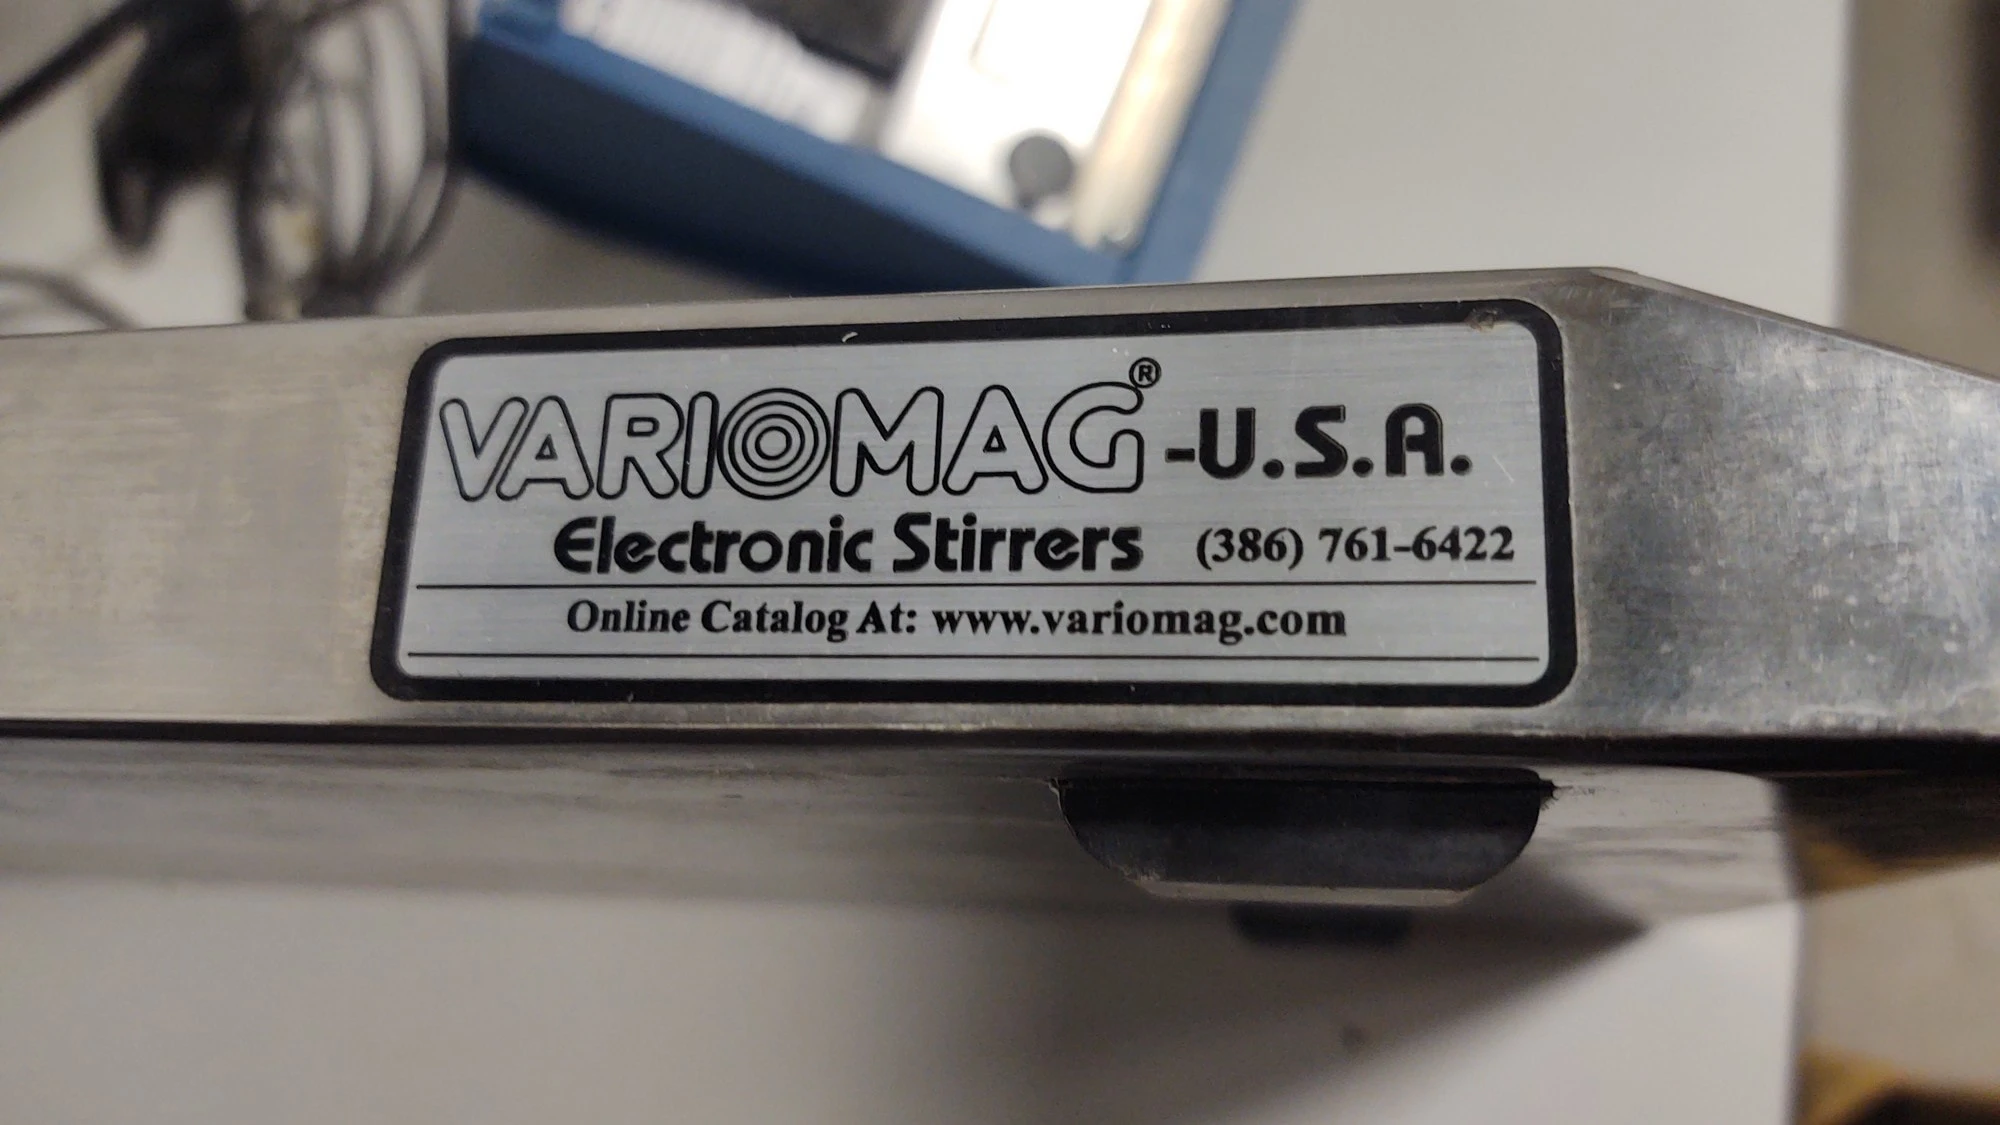 VARIOMAG®-U.S.A.
Electronic Stirrers (386) 761-6422
Online Catalog At: www.variomag.com